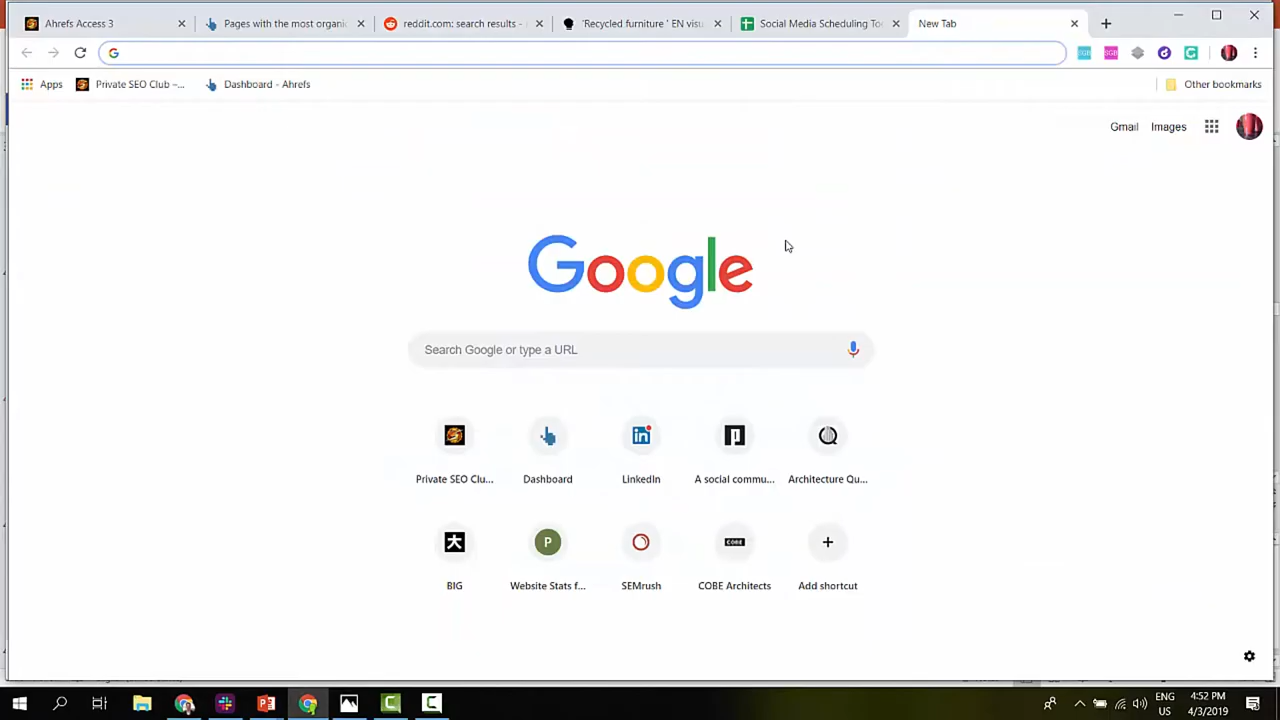 Ahrefs Access 3
Pages with the most organi
reddit.com: search results -
'Recycled furniture ' EN visu
Social Media Scheduling Too
New Tab
Apps
Private SEO Club –...
Dashboard - Ahrefs
Other bookmarks
Gmail
Images
Google
Search Google or type a URL
Private SEO Clu...
Dashboard
LinkedIn
A social commu...
Architecture Qu...
BIG
Website Stats f...
SEMrush
COBE Architects
Add shortcut
ENG
US
4:52 PM
4/3/2019